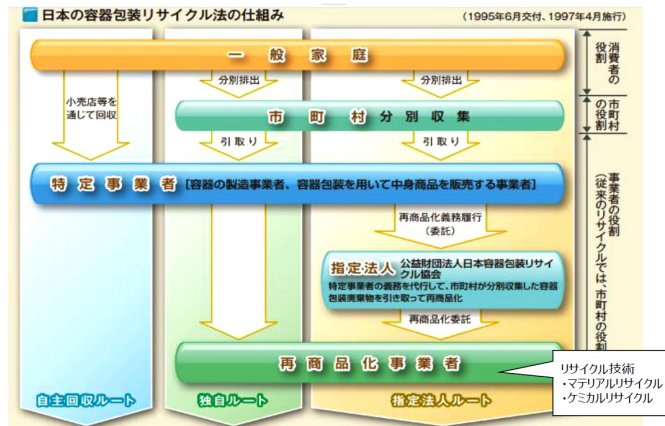 日本の容器包装リサイクル法の仕組み
（1995年6月交付、1997年4月施行）
一般家庭
消費者の
役割
小売店等を
通じて回収
分別排出
分別排出
市町村分別収集
市町村
の役割
引取り
引取り
特定事業者［容器の製造事業者、容器包装を用いて中身商品を販売する事業者］
事業者の役割
（従来のリサイクルでは、市町村の役割
再商品化義務履行
（委託）
指定法人 公益財団法人日本容器包装リサイ
クル協会
特定事業者の義務を代行して、市町村が分別収集した容器
包装廃棄物を引き取って再商品化
再商品化委託
再商品化事業者
リサイクル技術
・マテリアルリサイクル
・ケミカルリサイクル
自主回収ルート
独自ルート
指定法人ルート